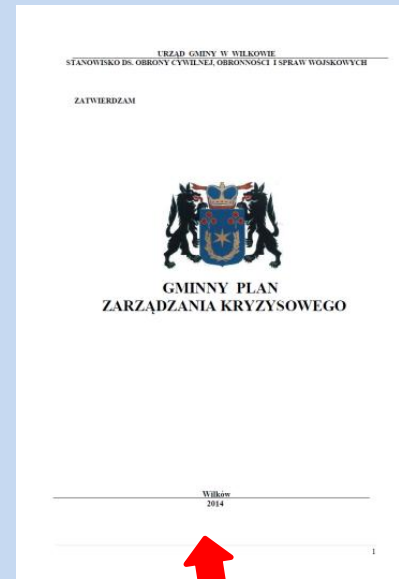 URZĄD GMINY W WILKOWIE
STANOWISKO DS. OBRONY CYWILNEJ, OBRONNOŚCI I SPRAW WOJSKOWYCH
ZATWIERDZAM
GMINNY PLAN
ZARZĄDZANIA KRYZYSOWEGO
Wilków
2014
1